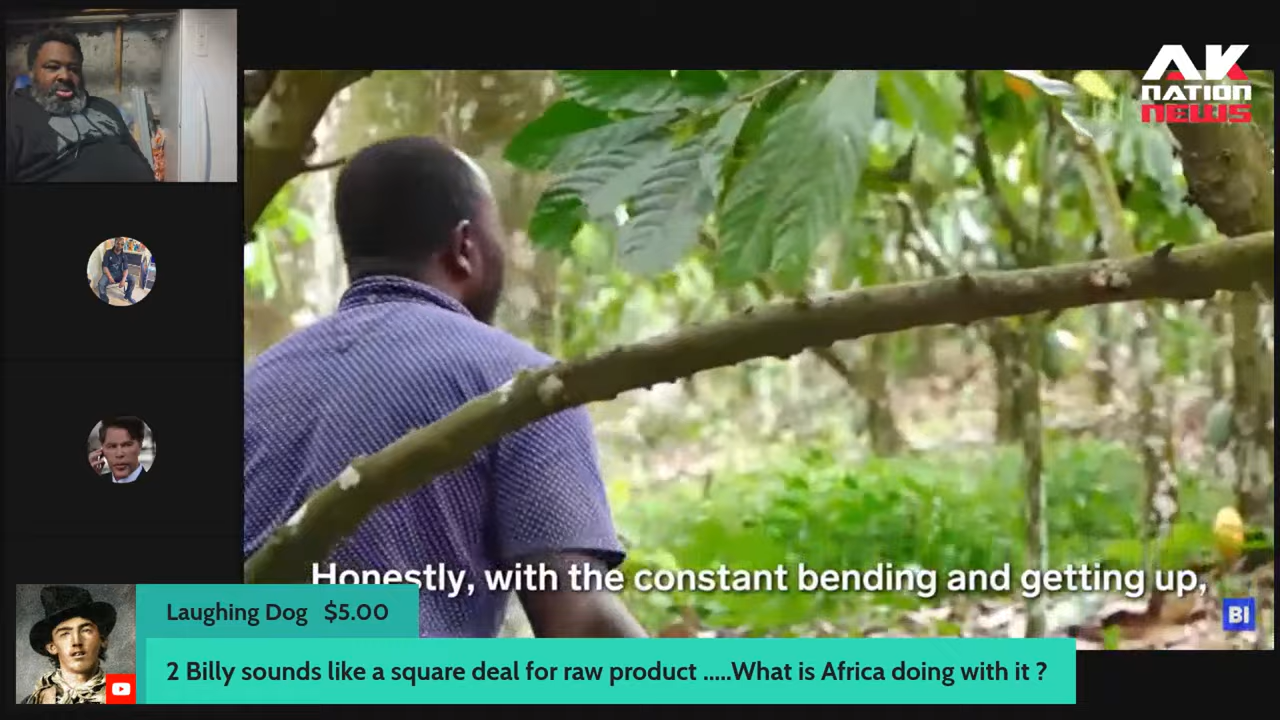 AK
NATION
NEWS
Honestly, with the constant bending and getting up,
BI
Laughing Dog $5.00
2 Billy sounds like a square deal for raw product .....What is Africa doing with it ?